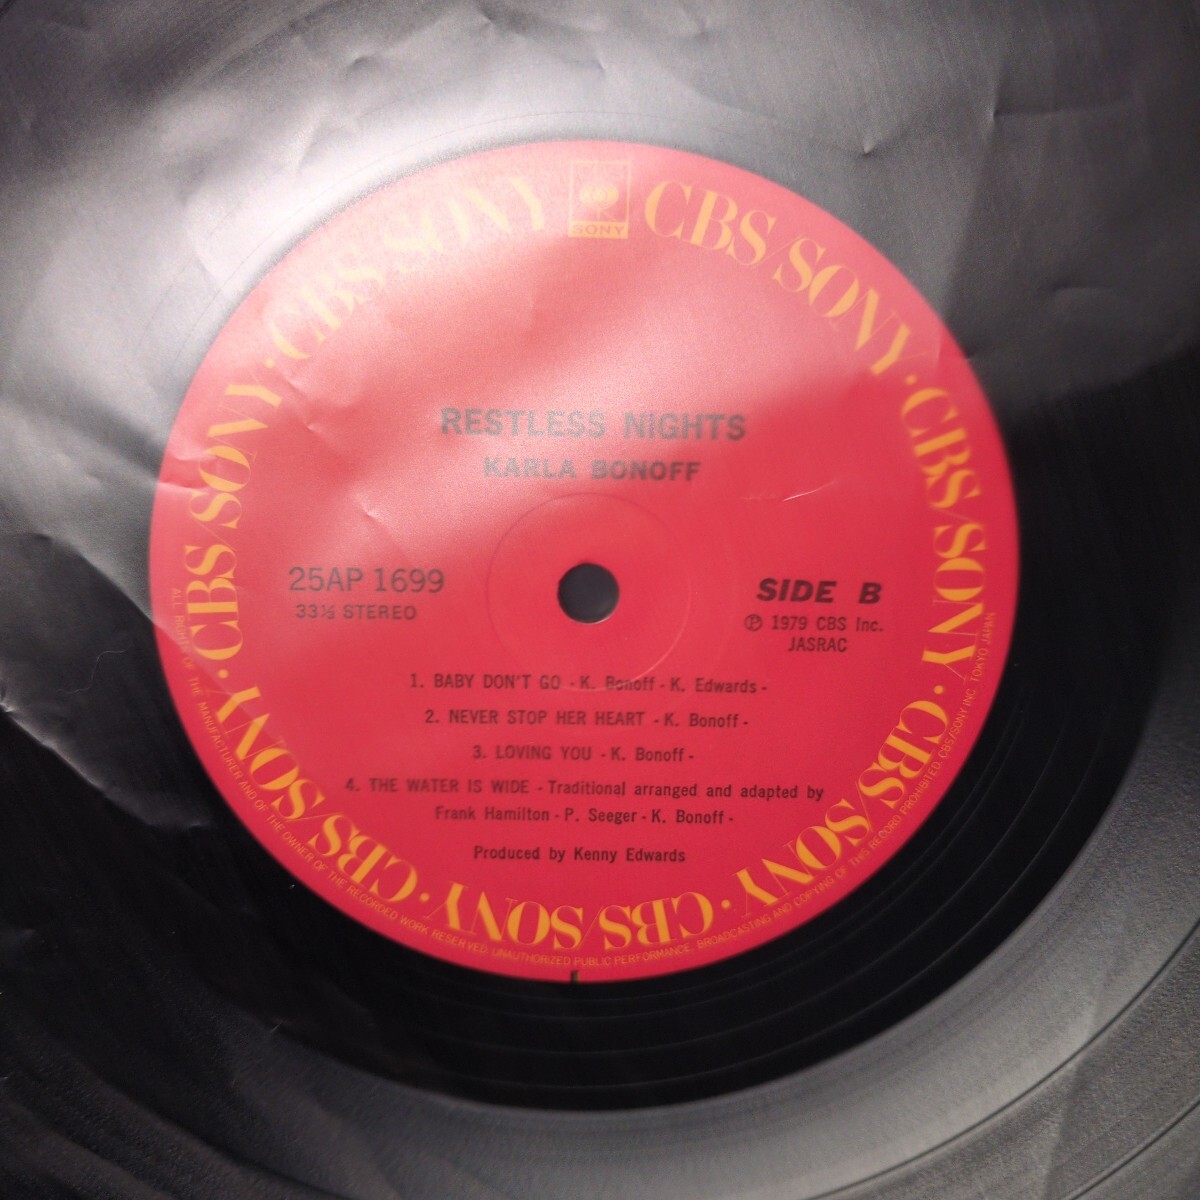 SONY
CBS/SONY · CBS/SONY · CBS/SONY · CBS/SONY · CBS/SONY · CBS/SONY · CBS/SONY · CBS/SONY
RESTLESS NIGHTS
KARLA BONOFF
25AP 1699
33⅓ STEREO
SIDE B
Ⓟ 1979 CBS Inc.
JASRAC
1. BABY DON'T GO - K. Bonoff - K. Edwards -
2. NEVER STOP HER HEART - K. Bonoff -
3. LOVING YOU - K. Bonoff -
4. THE WATER IS WIDE - Traditional arranged and adapted by
Frank Hamilton - P. Seeger - K. Bonoff -
Produced by Kenny Edwards
ALL RIGHTS OF THE MANUFACTURER AND OF THE OWNER OF THE RECORDED WORK RESERVED. UNAUTHORIZED PUBLIC PERFORMANCE, BROADCASTING AND COPYING OF THIS RECORD PROHIBITED. CBS/SONY INC. TOKYO JAPAN